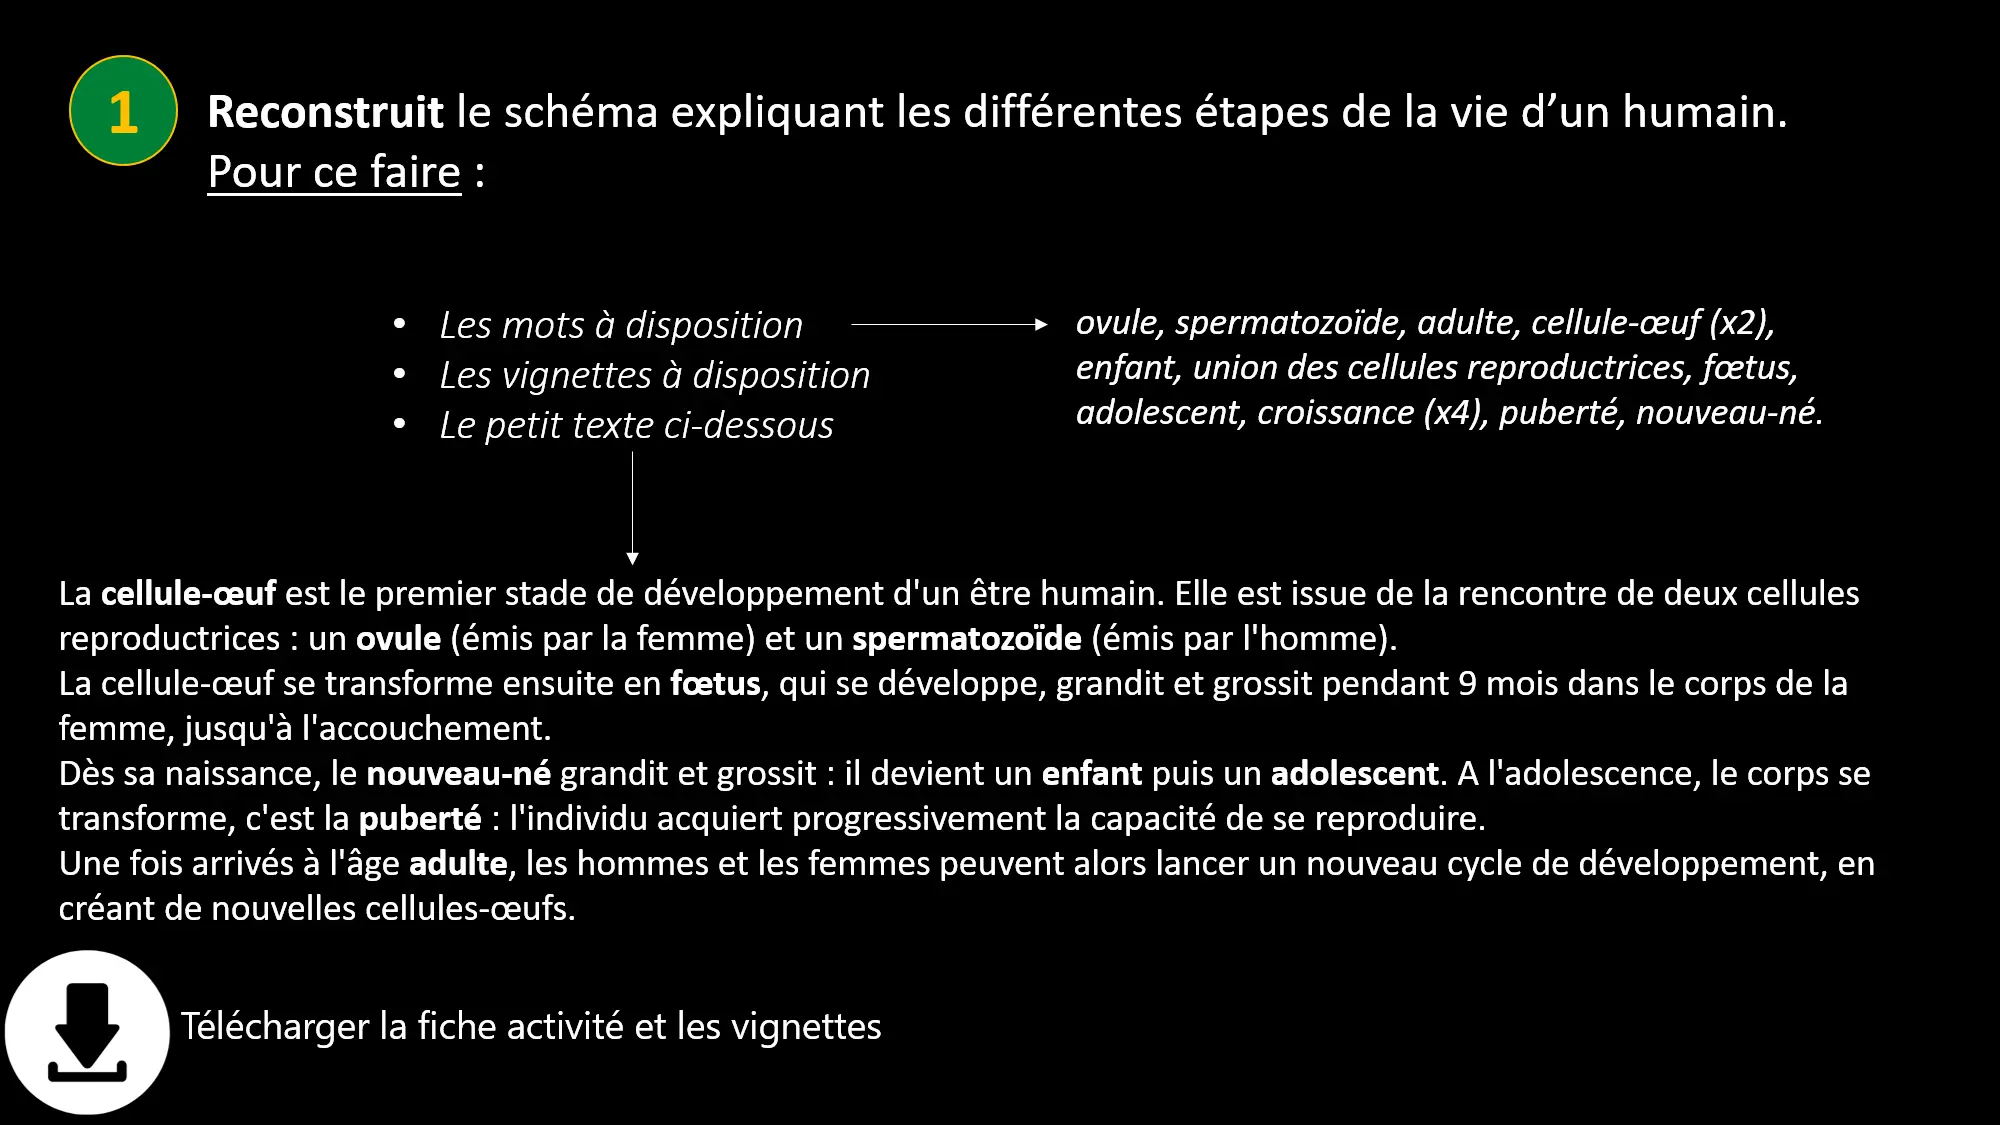 1
Reconstruit le schéma expliquant les différentes étapes de la vie d’un humain.
Pour ce faire :
• Les mots à disposition
• Les vignettes à disposition
• Le petit texte ci-dessous
ovule, spermatozoïde, adulte, cellule-œuf (x2),
enfant, union des cellules reproductrices, fœtus,
adolescent, croissance (x4), puberté, nouveau-né.
La cellule-œuf est le premier stade de développement d'un être humain. Elle est issue de la rencontre de deux cellules
reproductrices : un ovule (émis par la femme) et un spermatozoïde (émis par l'homme).
La cellule-œuf se transforme ensuite en fœtus, qui se développe, grandit et grossit pendant 9 mois dans le corps de la
femme, jusqu'à l'accouchement.
Dès sa naissance, le nouveau-né grandit et grossit : il devient un enfant puis un adolescent. A l'adolescence, le corps se
transforme, c'est la puberté : l'individu acquiert progressivement la capacité de se reproduire.
Une fois arrivés à l'âge adulte, les hommes et les femmes peuvent alors lancer un nouveau cycle de développement, en
créant de nouvelles cellules-œufs.
Télécharger la fiche activité et les vignettes